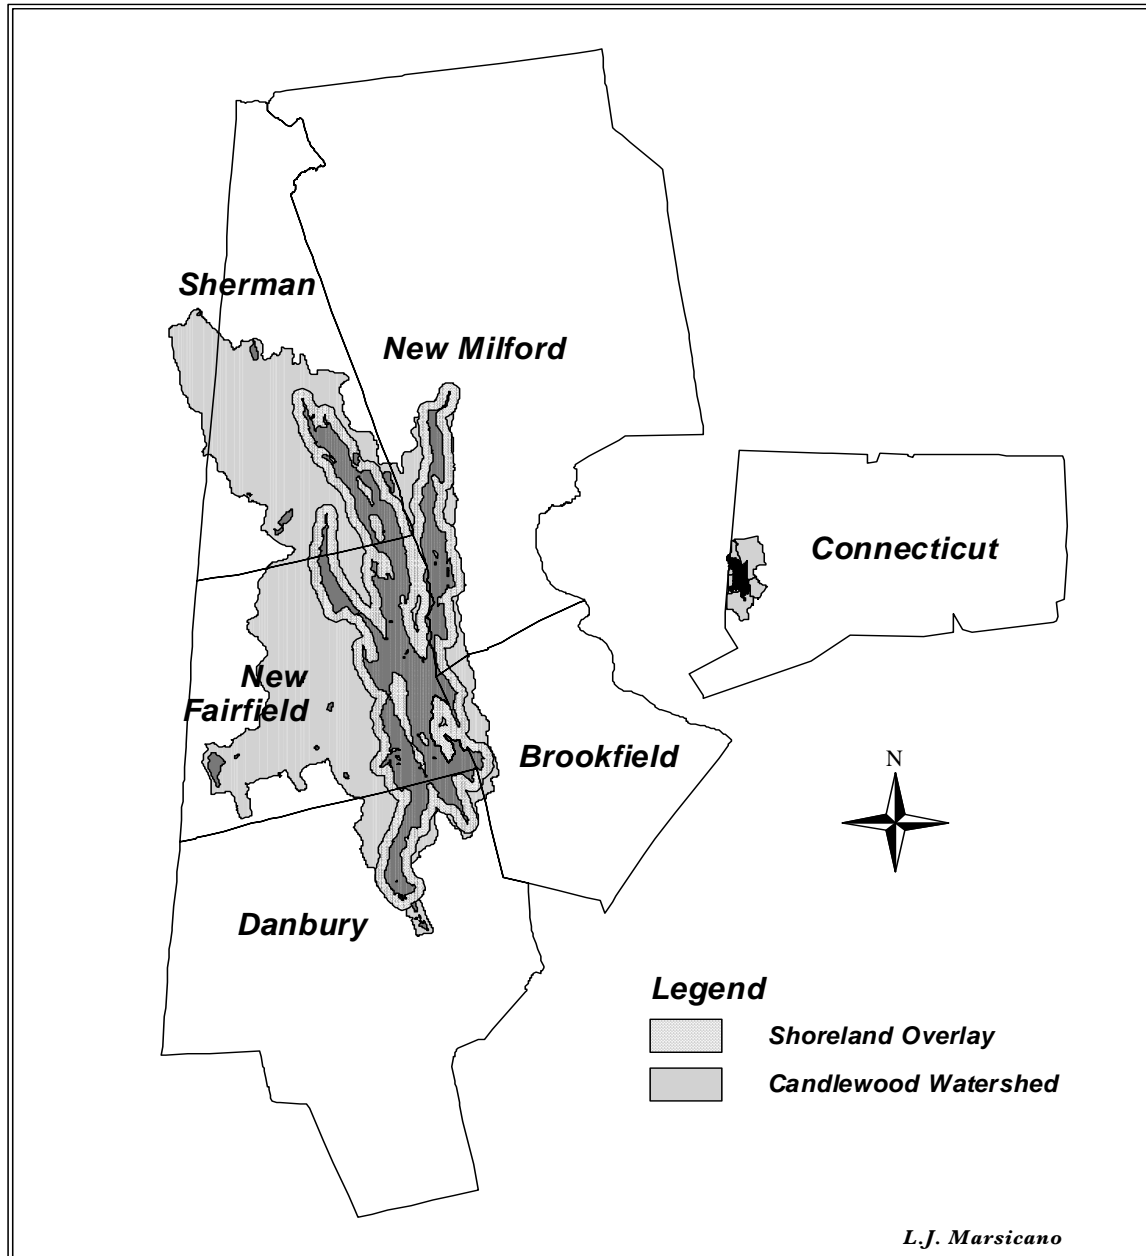 Sherman
New Milford
Connecticut
New
Fairfield
Brookfield
N
Danbury
Legend
Shoreland Overlay
Candlewood Watershed
L.J. Marsicano